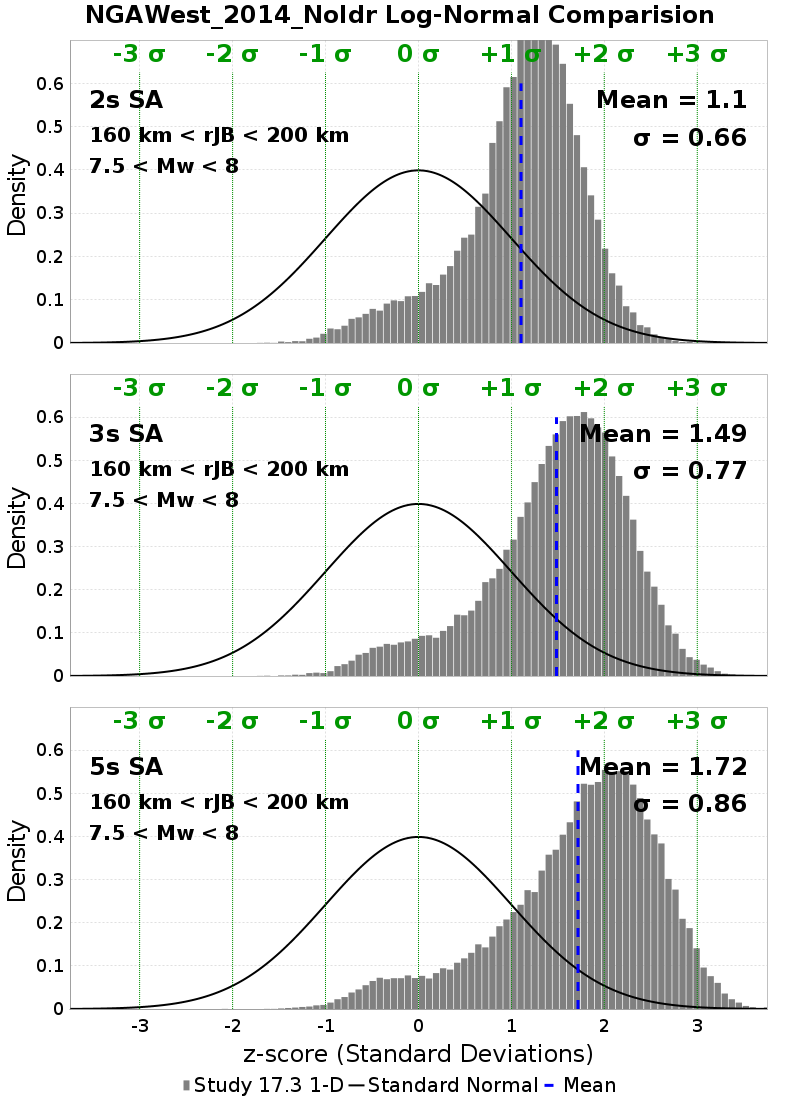 NGAWest_2014_NoIdr Log-Normal Comparision
-3 σ -2 σ -1 σ 0 σ +1 σ +2 σ +3 σ
0.6
2s SA
Mean = 1.1
0.5
160 km < rJB < 200 km
σ = 0.66
7.5 < Mw < 8
0.4
Density
0.3
0.2
0.1
0
-3 σ -2 σ -1 σ 0 σ +1 σ +2 σ +3 σ
0.6
3s SA
Mean = 1.49
0.5
160 km < rJB < 200 km
σ = 0.77
7.5 < Mw < 8
0.4
Density
0.3
0.2
0.1
0
-3 σ -2 σ -1 σ 0 σ +1 σ +2 σ +3 σ
0.6
5s SA
Mean = 1.72
0.5
160 km < rJB < 200 km
σ = 0.86
7.5 < Mw < 8
0.4
Density
0.3
0.2
0.1
0
-3 -2 -1 0 1 2 3
z-score (Standard Deviations)
Study 17.3 1-D Standard Normal Mean